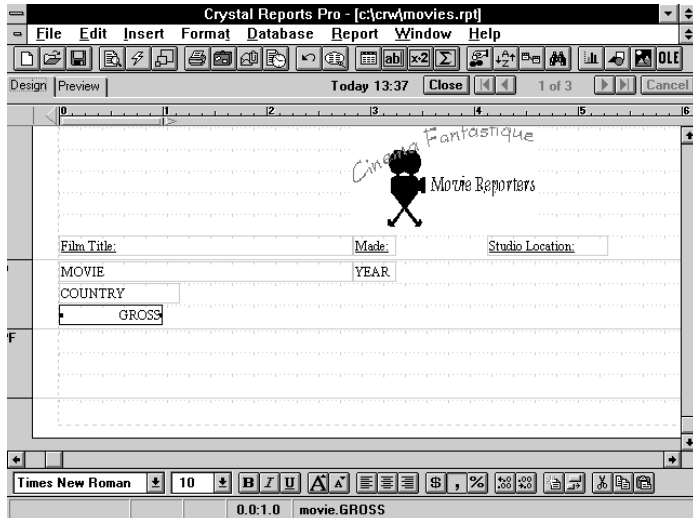 Crystal Reports Pro - [c:\crw\movies.rpt]
File Edit Insert Format Database Report Window Help
ab x·2 Σ OLE
Design Preview Today 13:37 Close 1 of 3 Cancel
0 1 2 3 4 5 6
Cinema Fantastique
Movie Reporters
Film Title: Made: Studio Location:
MOVIE YEAR
COUNTRY
GROSS
F
Times New Roman 10 B I U A A $ , %
0.0:1.0 movie.GROSS